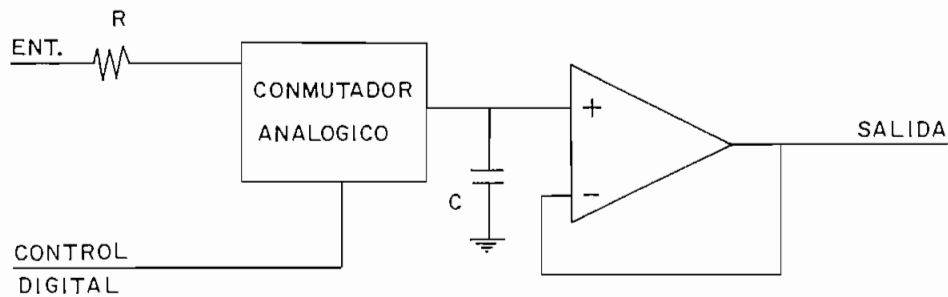 R
ENT.
CONMUTADOR
ANALOGICO
+
SALIDA
-
C
CONTROL
DIGITAL